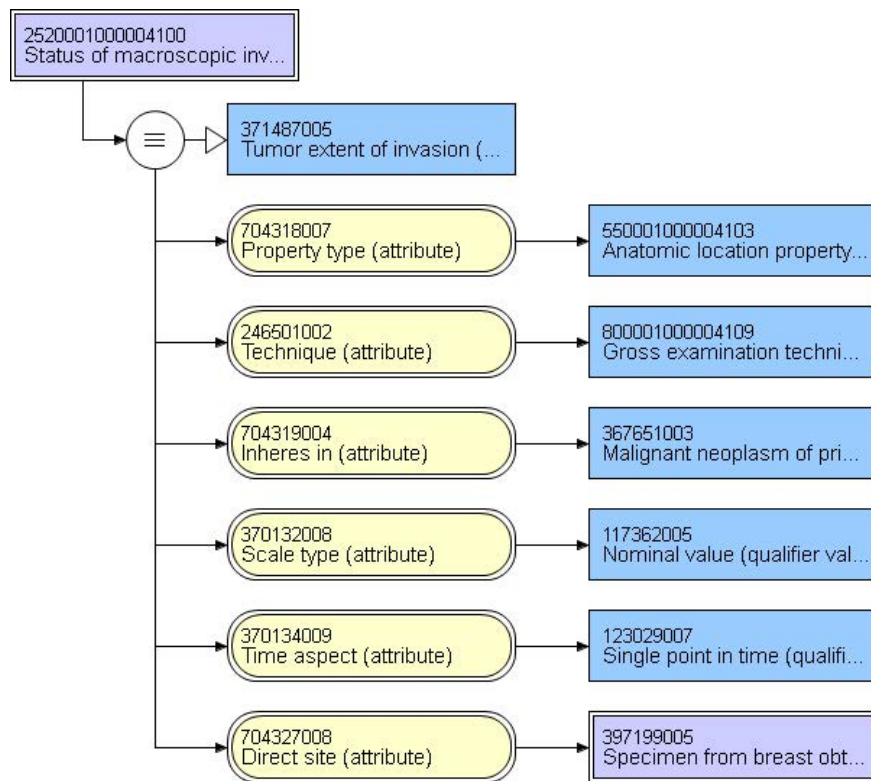 2520001000004100
Status of macroscopic inv...
371487005
Tumor extent of invasion (...
704318007
Property type (attribute)
550001000004103
Anatomic location property...
246501002
Technique (attribute)
800001000004109
Gross examination techni...
704319004
Inheres in (attribute)
367651003
Malignant neoplasm of pri...
370132008
Scale type (attribute)
117362005
Nominal value (qualifier val...
370134009
Time aspect (attribute)
123029007
Single point in time (qualifi...
704327008
Direct site (attribute)
397199005
Specimen from breast obt...